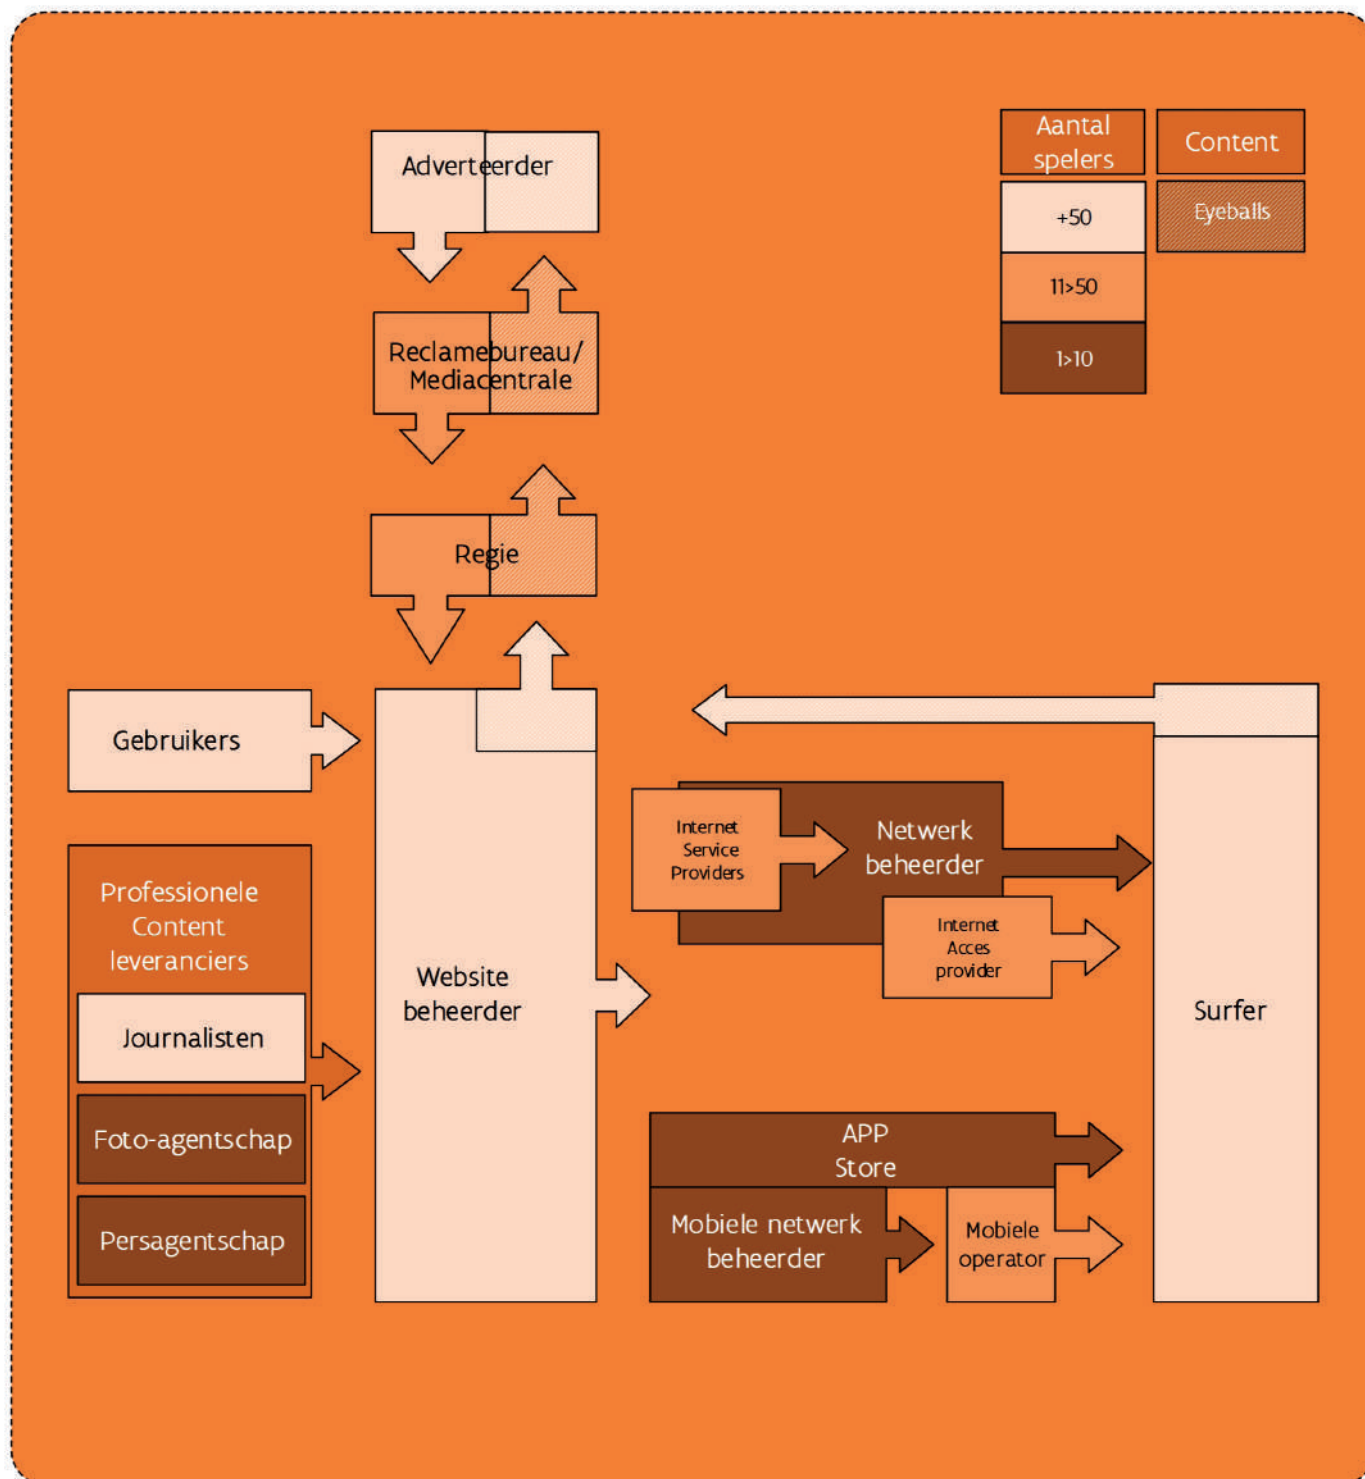 Aantal
spelers
Content
+50
Eyeballs
11>50
1>10
Adverteerder
Reclamebureau/
Mediacentrale
Regie
Gebruikers
Professionele
Content
leveranciers
Journalisten
Foto-agentschap
Persagentschap
Website
beheerder
Internet
Service
Providers
Netwerk
beheerder
Internet
Acces
provider
APP
Store
Mobiele netwerk
beheerder
Mobiele
operator
Surfer